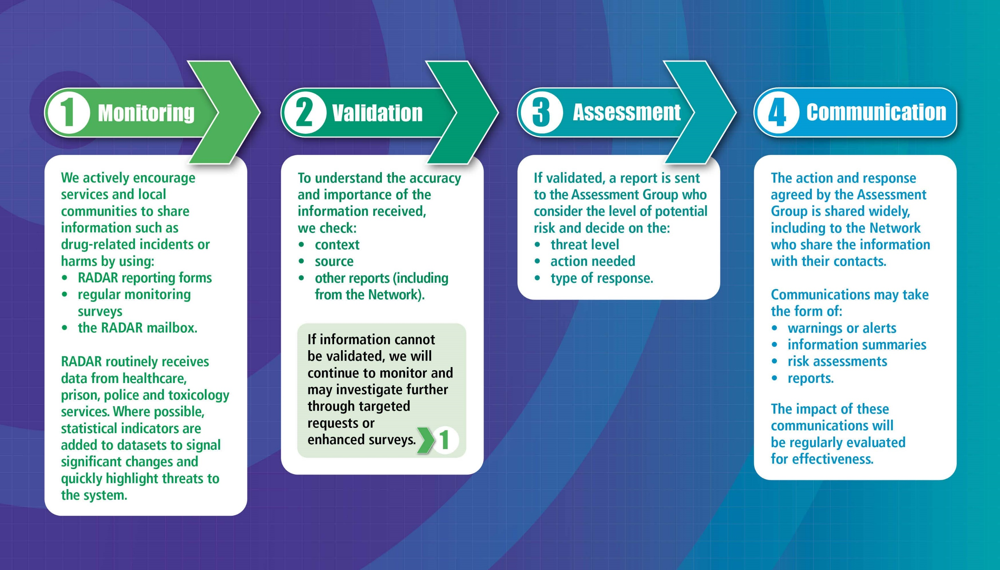 1 Monitoring
We actively encourage
services and local
communities to share
information such as
drug-related incidents or
harms by using:
• RADAR reporting forms
• regular monitoring
surveys
• the RADAR mailbox.
RADAR routinely receives
data from healthcare,
prison, police and toxicology
services. Where possible,
statistical indicators are
added to datasets to signal
significant changes and
quickly highlight threats to
the system.
2 Validation
To understand the accuracy
and importance of the
information received,
we check:
• context
• source
• other reports (including
from the Network).
If information cannot
be validated, we will
continue to monitor and
may investigate further
through targeted
requests or
enhanced surveys. 1
3 Assessment
If validated, a report is sent
to the Assessment Group who
consider the level of potential
risk and decide on the:
• threat level
• action needed
• type of response.
4 Communication
The action and response
agreed by the Assessment
Group is shared widely,
including to the Network
who share the information
with their contacts.
Communications may take
the form of:
• warnings or alerts
• information summaries
• risk assessments
• reports.
The impact of these
communications will
be regularly evaluated
for effectiveness.